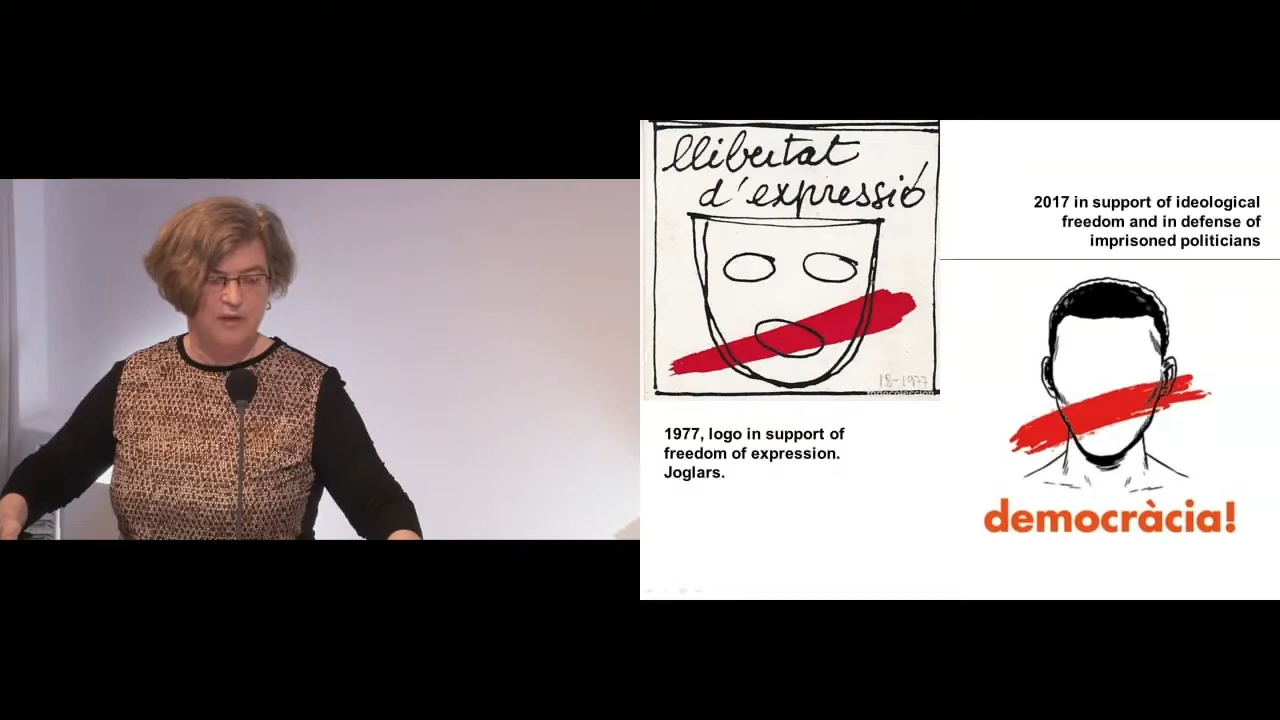 llibertat
d'expressió
18-1977
todocoleccion
1977, logo in support of
freedom of expression.
Joglars.
2017 in support of ideological
freedom and in defense of
imprisoned politicians
democràcia!